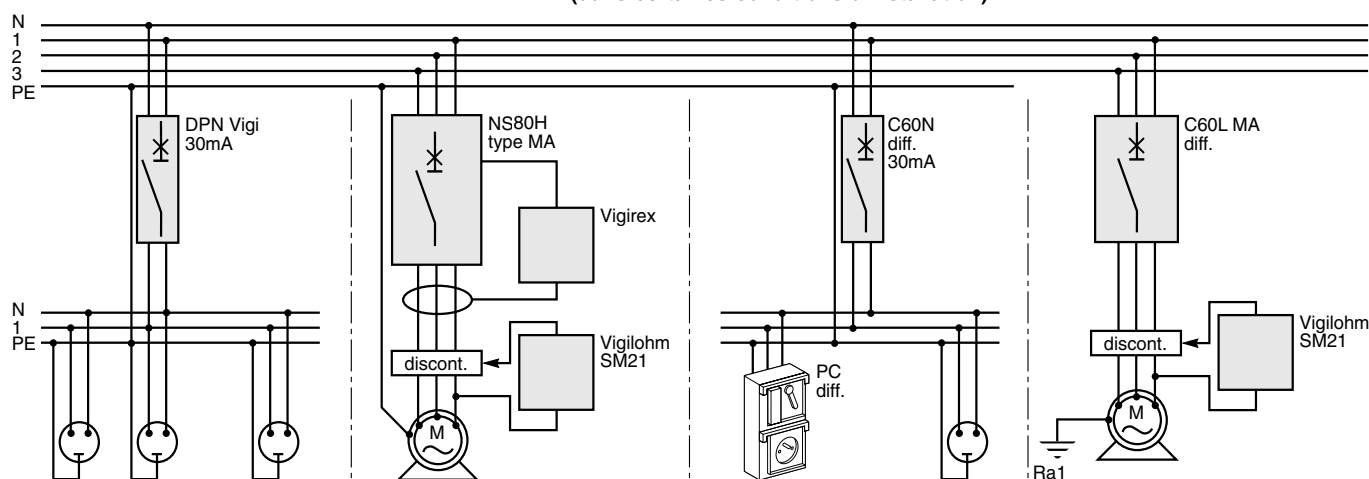 N
1
2
3
PE
DPN Vigi
30mA
NS80H
type MA
Vigirex
C60N
diff.
30mA
C60L MA
diff.
N
1
PE
discont.
Vigilohm
SM21
M
PC
diff.
discont.
Vigilohm
SM21
M
Ra1